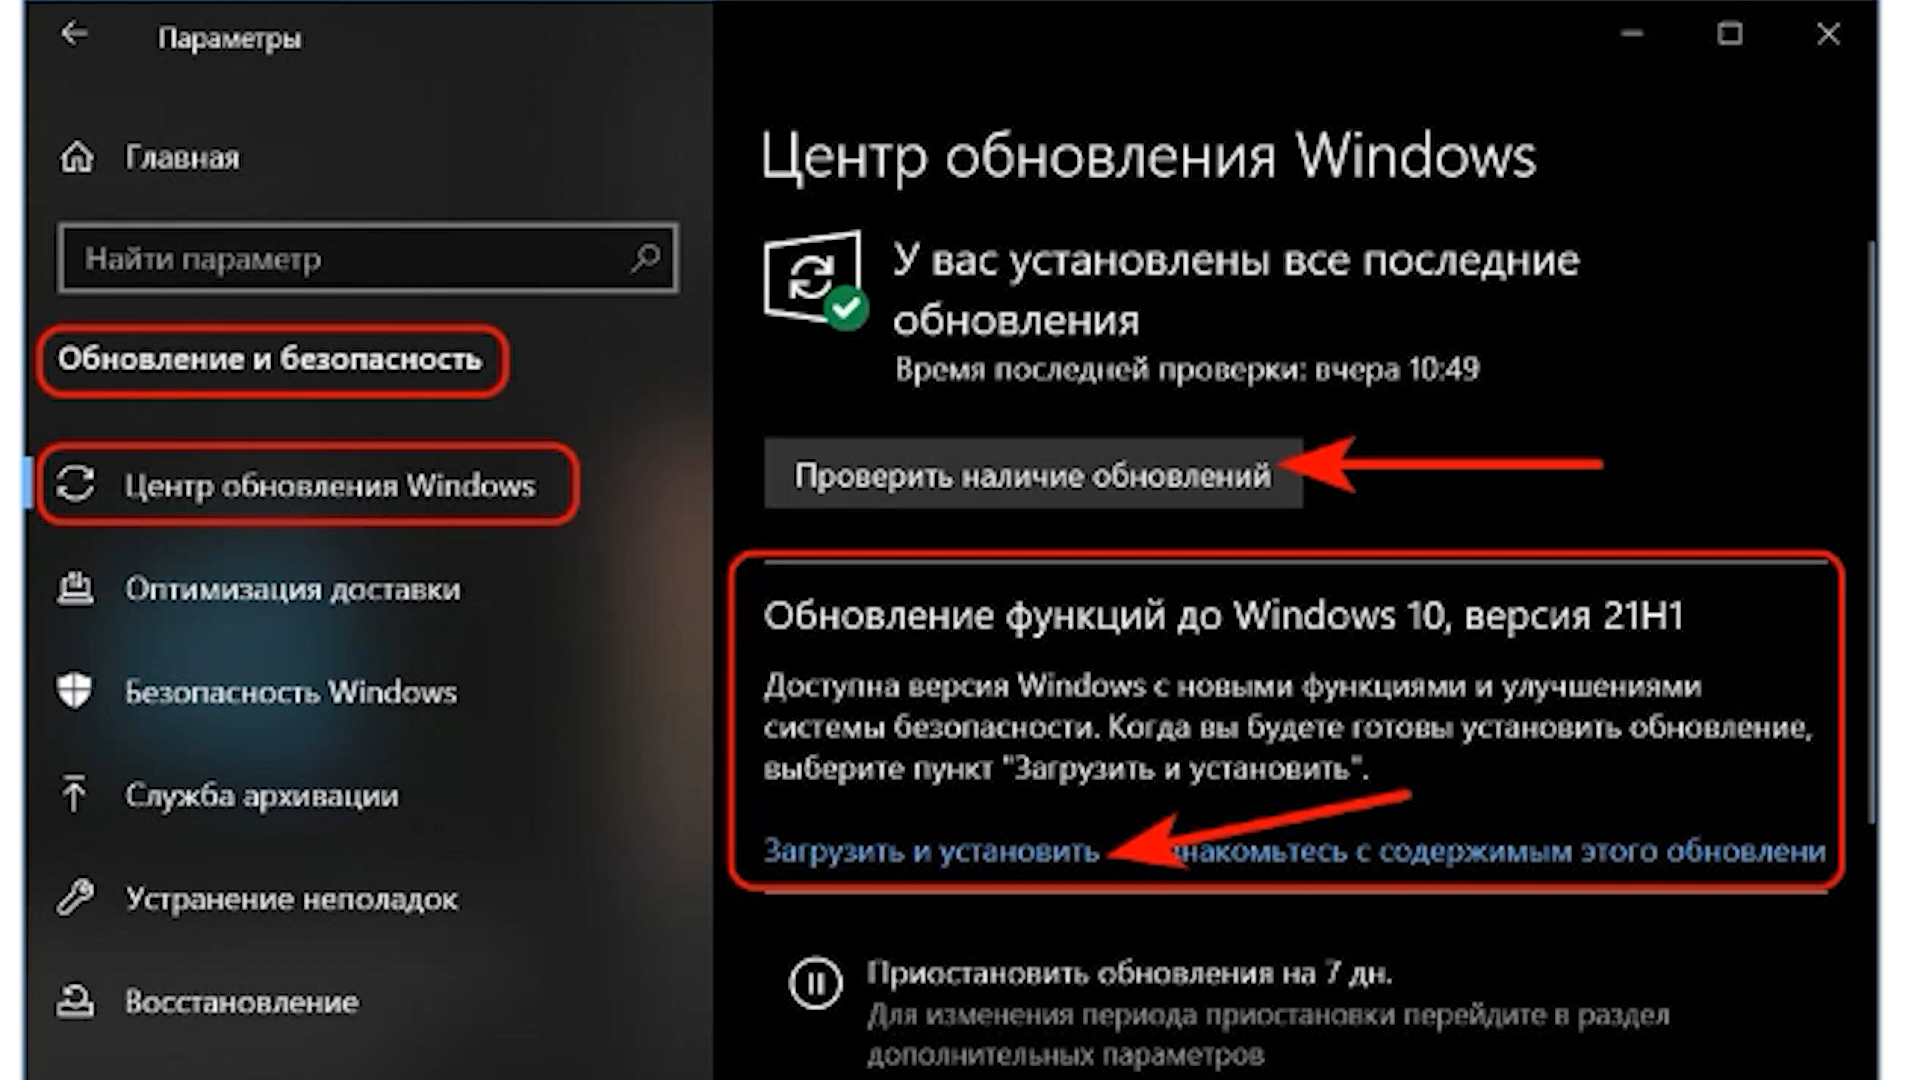 Параметры
Главная
Найти параметр
Обновление и безопасность
Центр обновления Windows
Оптимизация доставки
Безопасность Windows
Служба архивации
Устранение неполадок
Восстановление
Центр обновления Windows
У вас установлены все последние
обновления
Время последней проверки: вчера 10:49
Проверить наличие обновлений
Обновление функций до Windows 10, версия 21H1
Доступна версия Windows с новыми функциями и улучшениями
системы безопасности. Когда вы будете готовы установить обновление,
выберите пункт "Загрузить и установить".
Загрузить и установить с содержимым этого обновлени
Приостановить обновления на 7 дн.
Для изменения периода приостановки перейдите в раздел
дополнительных параметров